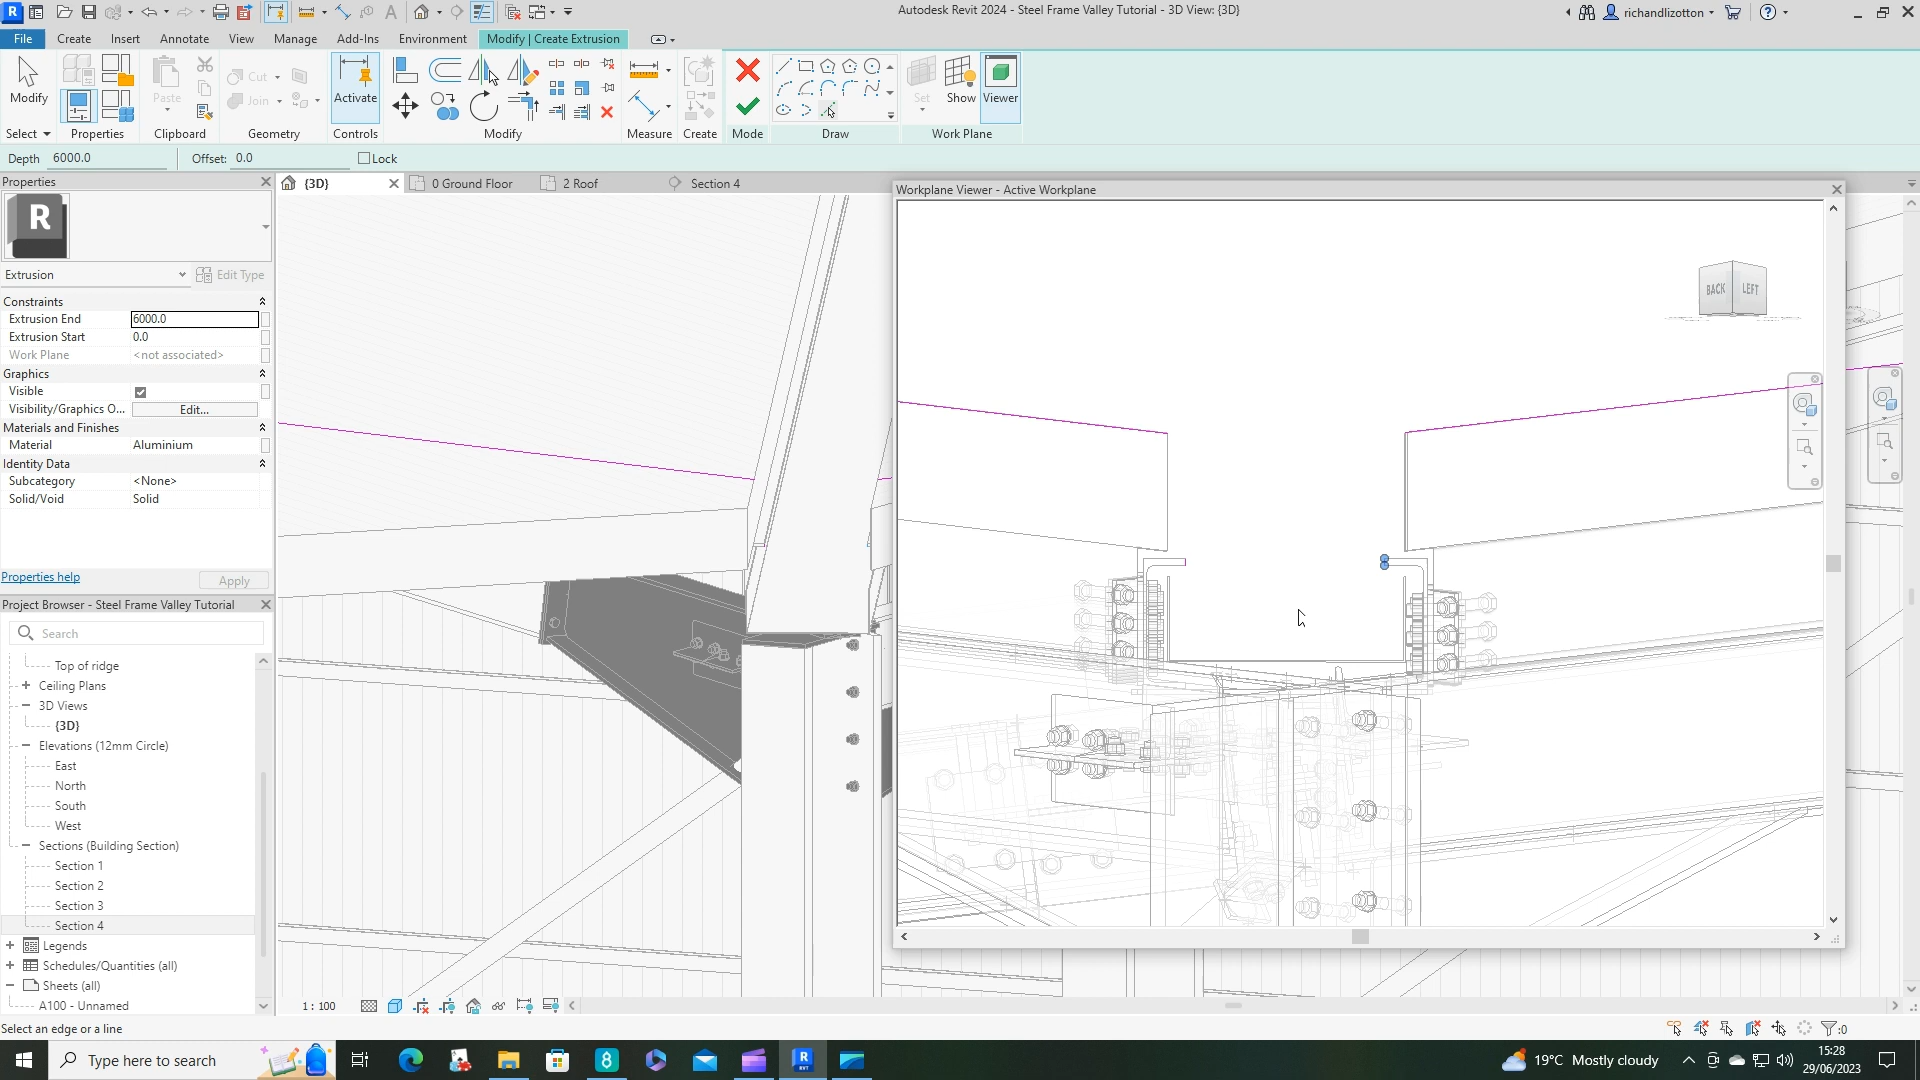 Autodesk Revit 2024 - Steel Frame Valley Tutorial - 3D View: {3D}
richandlizotton
File
Create
Insert
Annotate
View
Manage
Add-Ins
Environment
Modify | Create Extrusion
Modify
Paste
Cut
Join
Activate
Set
Show
Viewer
Select
Properties
Clipboard
Geometry
Controls
Modify
Measure
Create
Mode
Draw
Work Plane
Depth 6000.0
Offset: 0.0
Lock
Properties
{3D}
0 Ground Floor
2 Roof
Section 4
Workplane Viewer - Active Workplane
R
Extrusion
Edit Type
Constraints
Extrusion End 6000.0
Extrusion Start 0.0
Work Plane <not associated>
Graphics
Visible
Visibility/Graphics O... Edit...
Materials and Finishes
Material Aluminium
Identity Data
Subcategory <None>
Solid/Void Solid
Properties help
Apply
BACK LEFT
Project Browser - Steel Frame Valley Tutorial
Search
Top of ridge
Ceiling Plans
3D Views
{3D}
Elevations (12mm Circle)
East
North
South
West
Sections (Building Section)
Section 1
Section 2
Section 3
Section 4
Legends
Schedules/Quantities (all)
Sheets (all)
A100 - Unnamed
1 : 100
Select an edge or a line
:0
Type here to search
19°C Mostly cloudy
15:28
29/06/2023